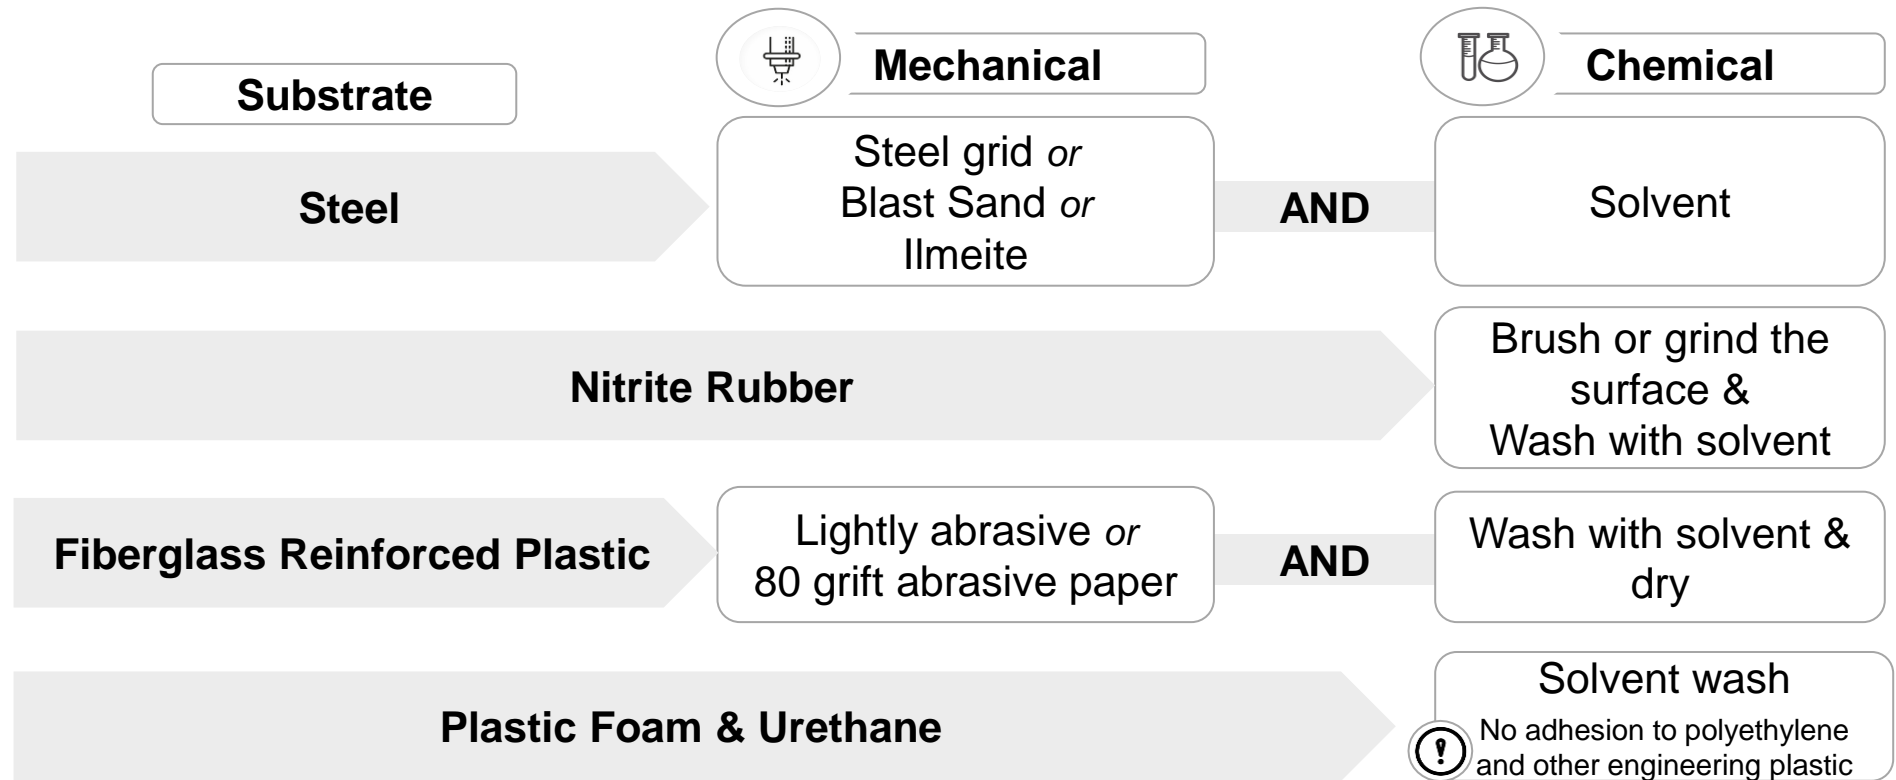 Substrate
Mechanical
Chemical
Steel
Steel grid or
Blast Sand or
Ilmeite
AND
Solvent
Nitrite Rubber
Brush or grind the
surface &
Wash with solvent
Fiberglass Reinforced Plastic
Lightly abrasive or
80 grift abrasive paper
AND
Wash with solvent &
dry
Plastic Foam & Urethane
Solvent wash
No adhesion to polyethylene
and other engineering plastic